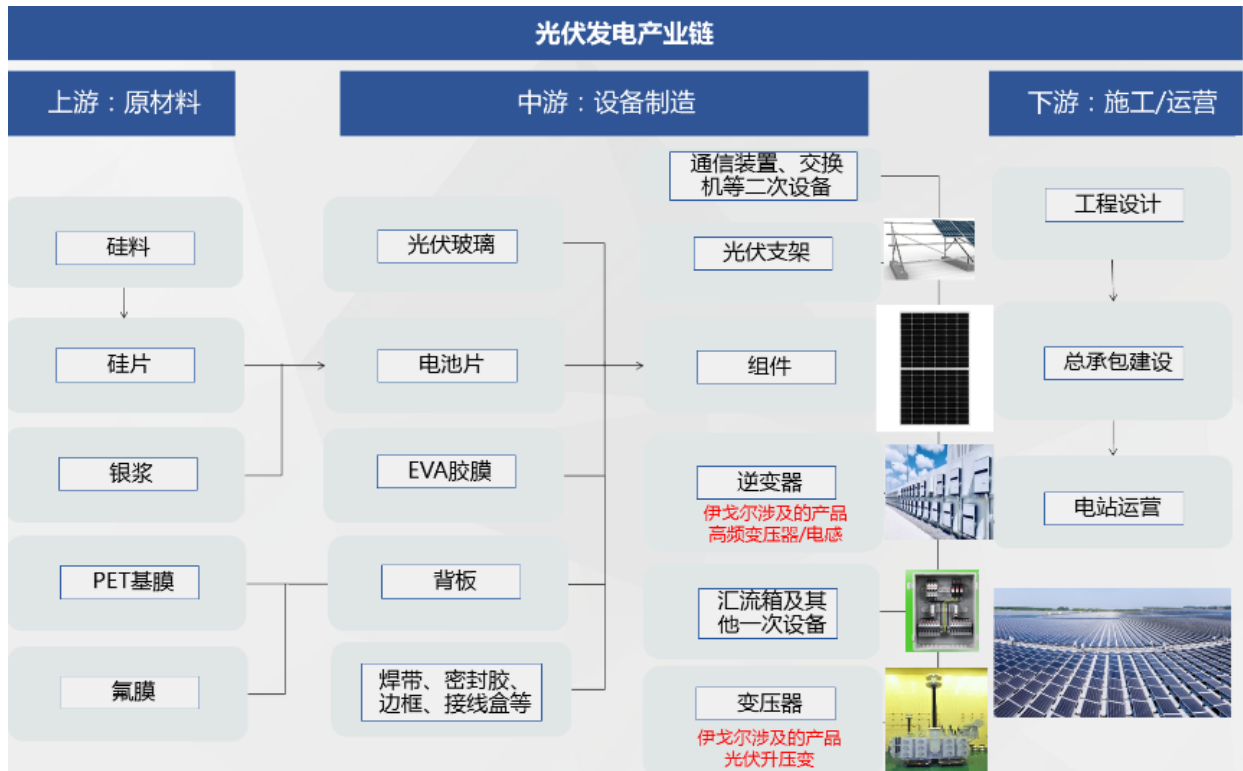 光伏发电产业链
上游：原材料
中游：设备制造
下游：施工/运营
硅料
硅片
银浆
PET基膜
氟膜
光伏玻璃
电池片
EVA胶膜
背板
焊带、密封胶、
边框、接线盒等
通信装置、交换
机等二次设备
光伏支架
组件
逆变器
伊戈尔涉及的产品
高频变压器/电感
汇流箱及其
他一次设备
变压器
伊戈尔涉及的产品
光伏升压变
工程设计
总承包建设
电站运营